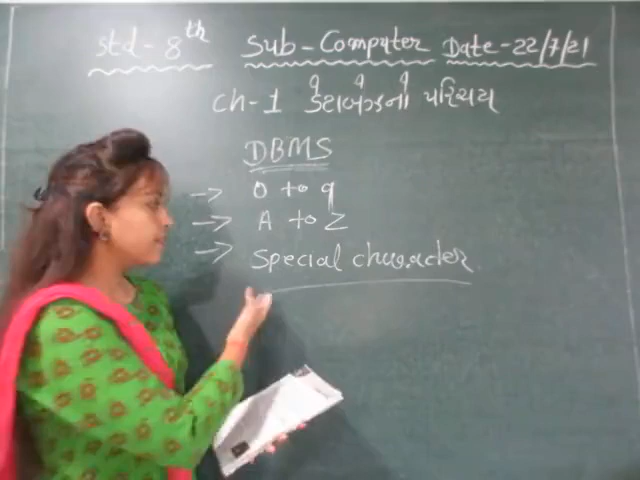 Std - 8th Sub - Computer Date - 22/7/21
ch-1 ડેટાબેઝનો પરિચય
DBMS
→ 0 to 9
→ A to Z
→ Special character